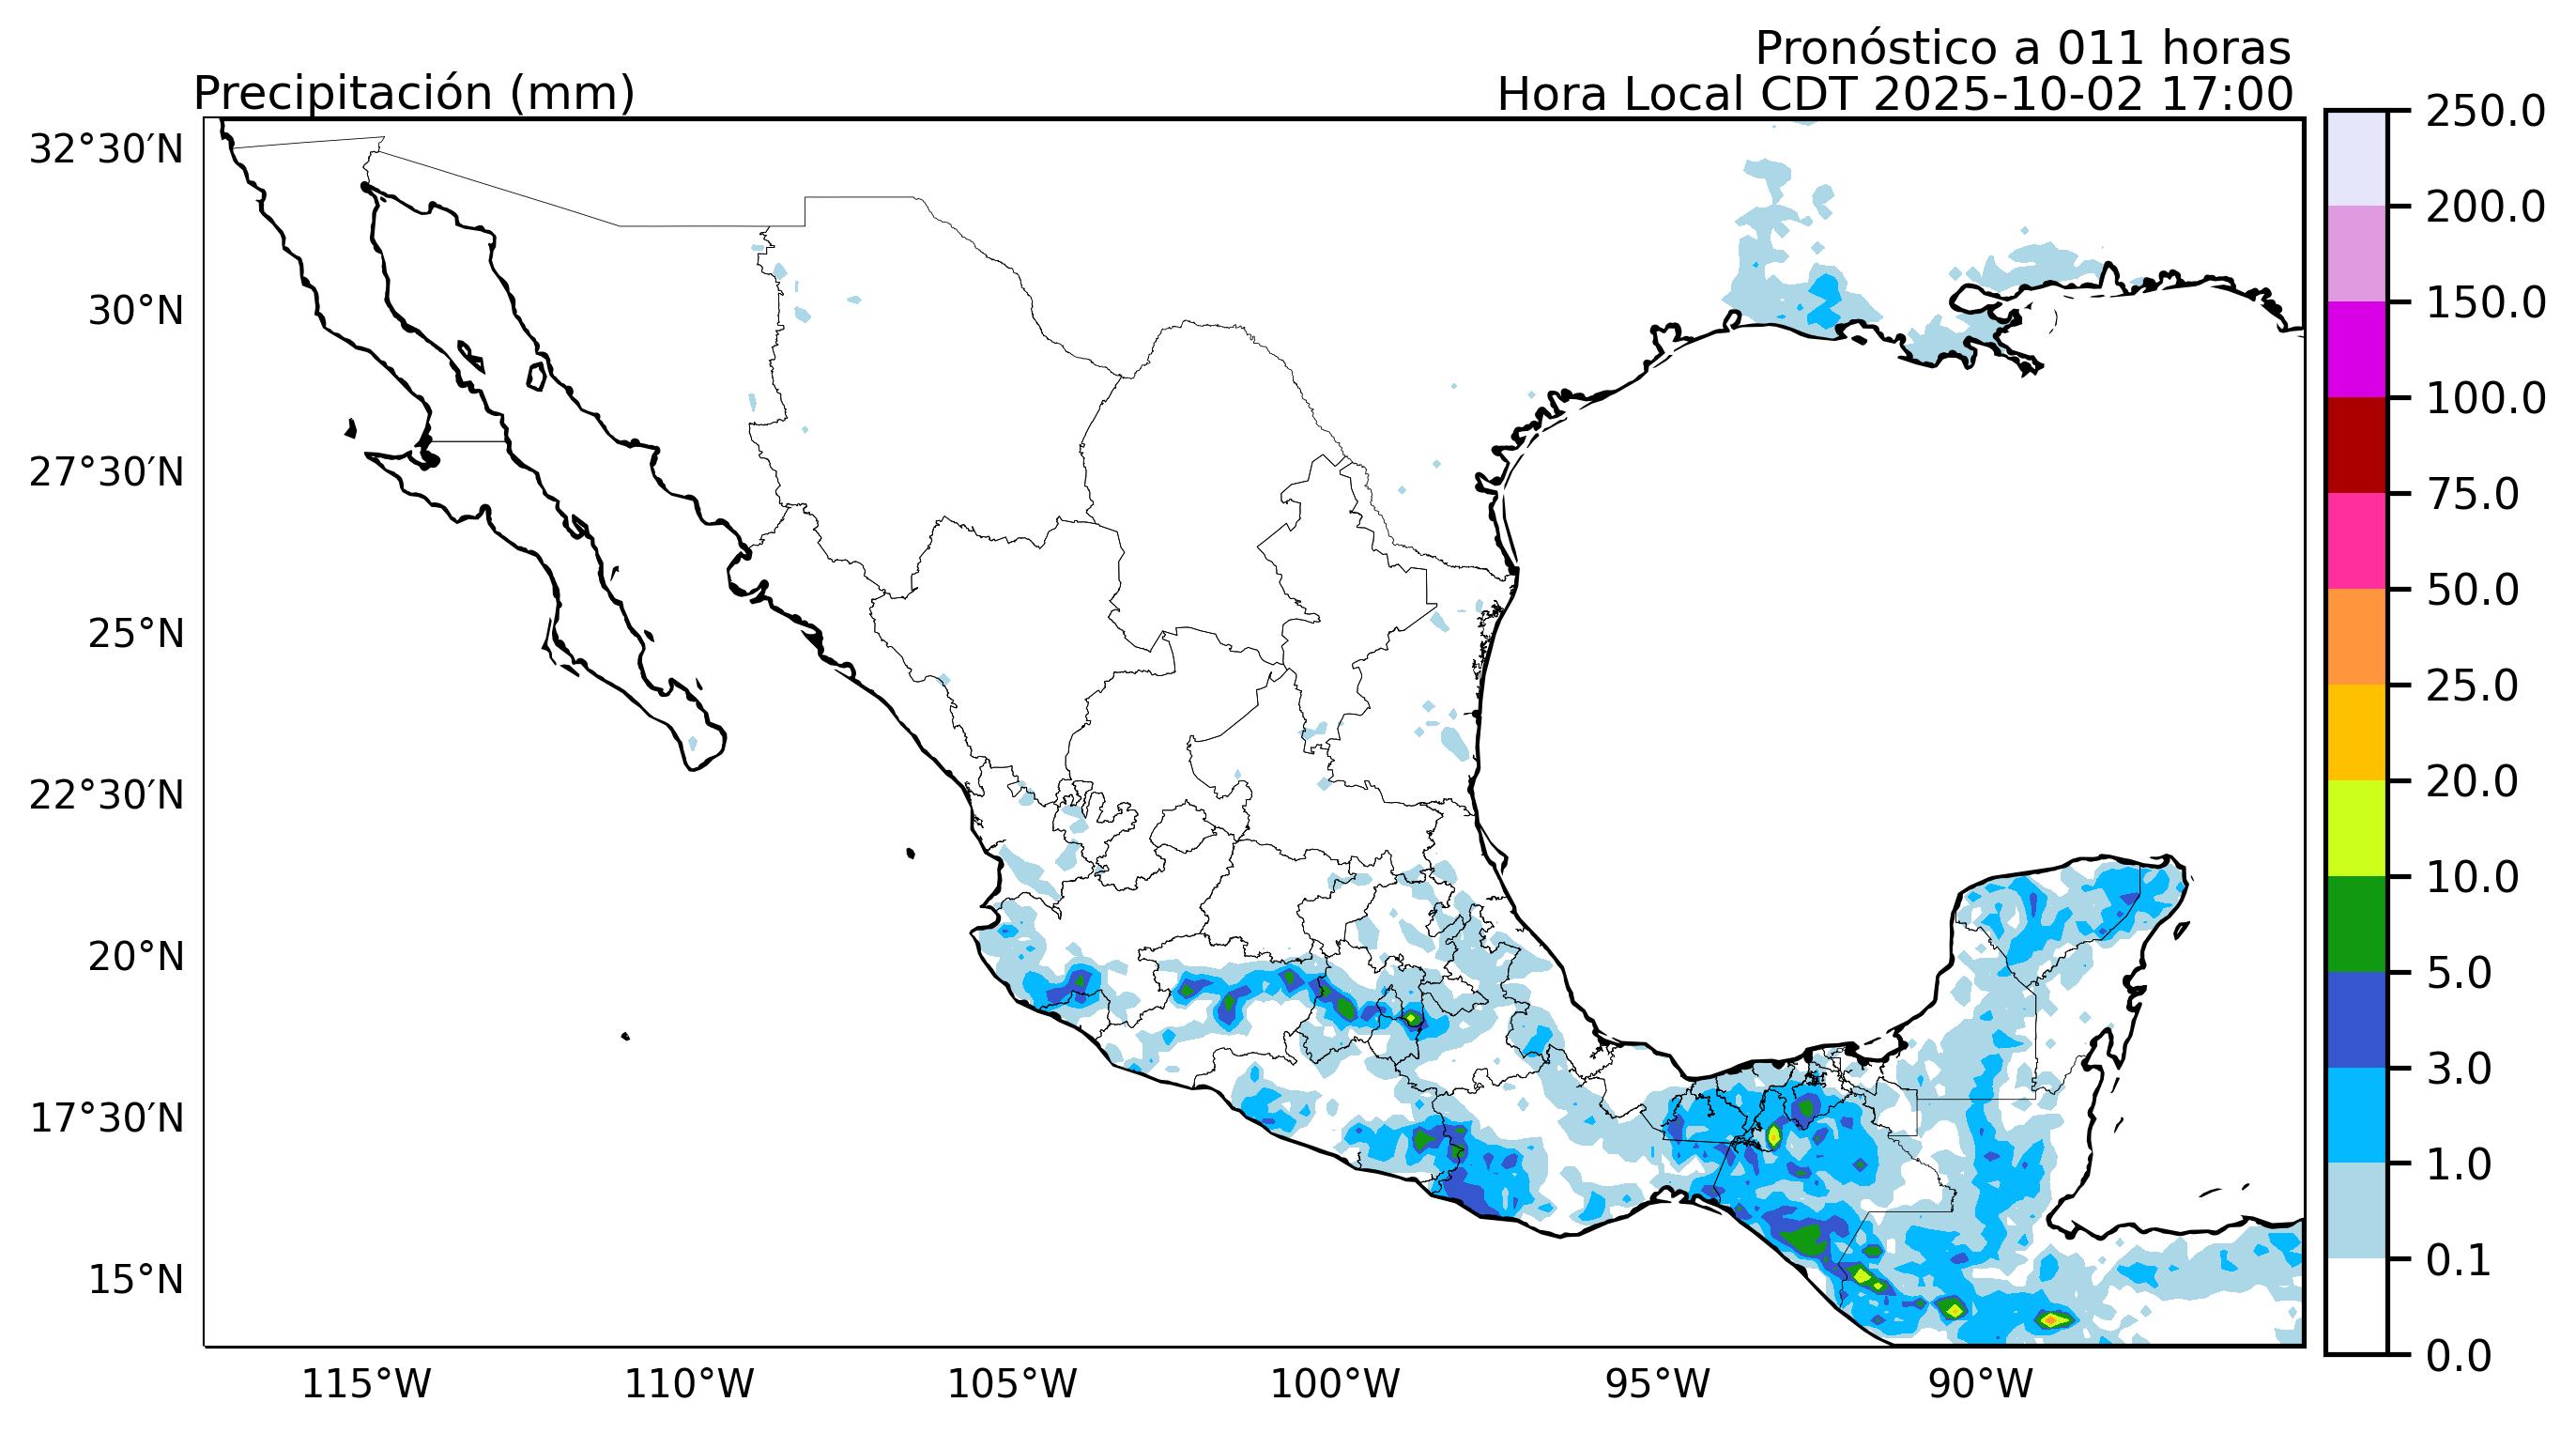 Pronóstico a 011 horas
Precipitación (mm)
Hora Local CDT 2025-10-02 17:00
32°30′N
30°N
27°30′N
25°N
22°30′N
20°N
17°30′N
15°N
115°W
110°W
105°W
100°W
95°W
90°W
250.0
200.0
150.0
100.0
75.0
50.0
25.0
20.0
10.0
5.0
3.0
1.0
0.1
0.0